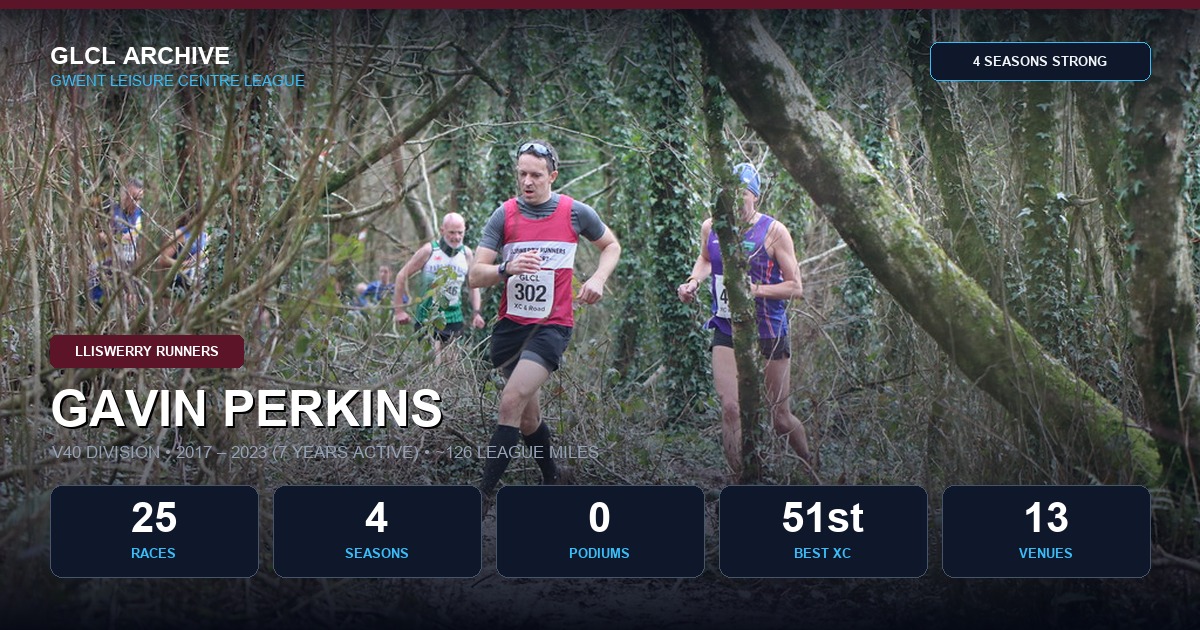 GLCL ARCHIVE
GWENT LEISURE CENTRE LEAGUE
4 SEASONS STRONG
RUNNERS
GLCL
302
XC & Road
LLISWERRY RUNNERS
GAVIN PERKINS
V40 DIVISION • 2017 – 2023 (7 YEARS ACTIVE) • ~126 LEAGUE MILES
25
RACES
4
SEASONS
0
PODIUMS
51st
BEST XC
13
VENUES